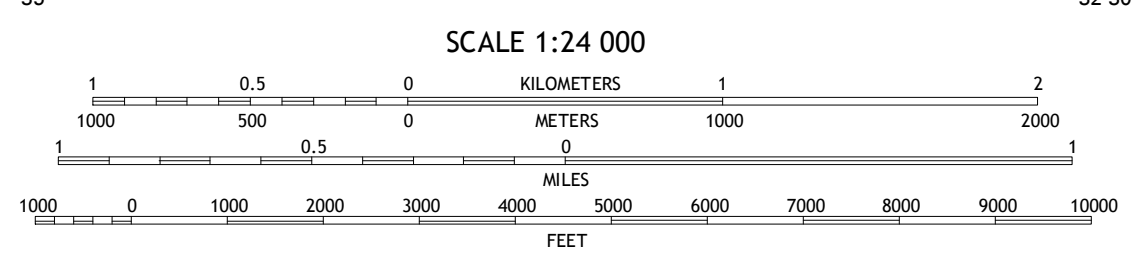 SCALE 1:24 000
1 0.5 0 KILOMETERS 1 2
1000 500 0 METERS 1000 2000
1 0.5 0 1
MILES
1000 0 1000 2000 3000 4000 5000 6000 7000 8000 9000 10000
FEET